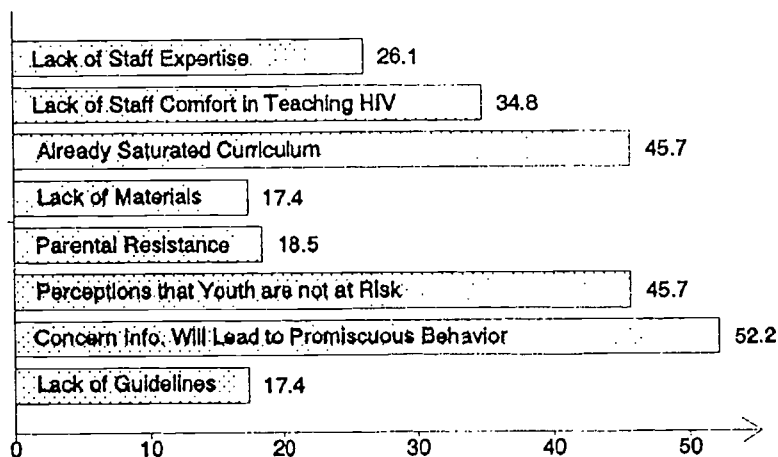 Lack of Staff Expertise 26.1
Lack of Staff Comfort in Teaching HIV 34.8
Already Saturated Curriculum 45.7
Lack of Materials 17.4
Parental Resistance 18.5
Perceptions that Youth are not at Risk 45.7
Concern Info. Will Lead to Promiscuous Behavior 52.2
Lack of Guidelines 17.4
0 10 20 30 40 50